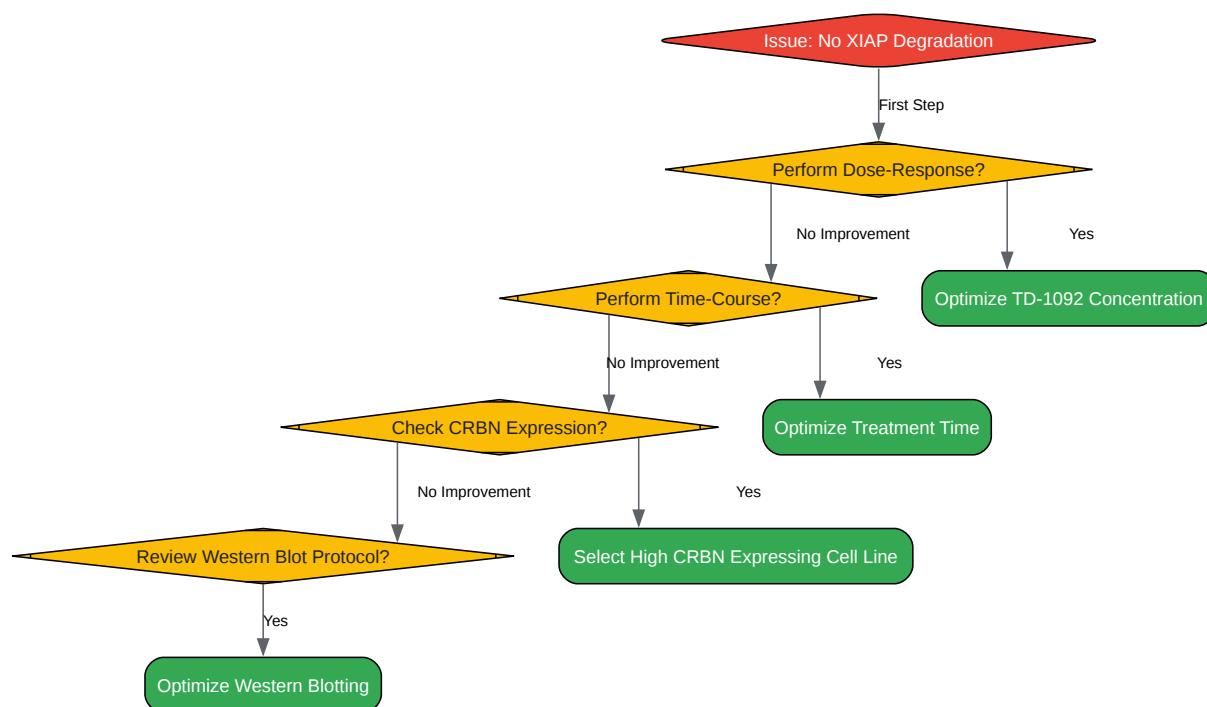 Issue: No XIAP Degradation
First Step
Perform Dose-Response?
No Improvement
Yes
Perform Time-Course?
Optimize TD-1092 Concentration
No Improvement
Yes
Check CRBN Expression?
Optimize Treatment Time
No Improvement
Yes
Review Western Blot Protocol?
Select High CRBN Expressing Cell Line
Yes
Optimize Western Blotting